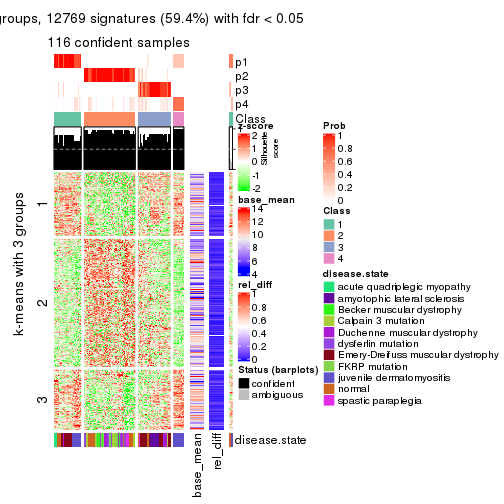 groups, 12769 signatures (59.4%) with fdr < 0.05
116 confident samples
p1
p2
p3
p4
Class
z-score
2
1
0
-1
-2
Silhouette
score
1
2
3
k-means with 3 groups
base_mean
14
12
10
8
6
4
rel_diff
1
0.8
0.6
0.4
0.2
0
Status (barplots)
confident
ambiguous
disease.state
base_mean
rel_diff
Prob
1
0.8
0.6
0.4
0.2
0
Class
1
2
3
4
disease.state
acute quadriplegic myopathy
amyotophic lateral sclerosis
Becker muscular dystrophy
Calpain 3 mutation
Duchenne muscular dystrophy
dysferlin mutation
Emery-Dreifuss muscular dystrophy
FKRP mutation
juvenile dermatomyositis
normal
spastic paraplegia